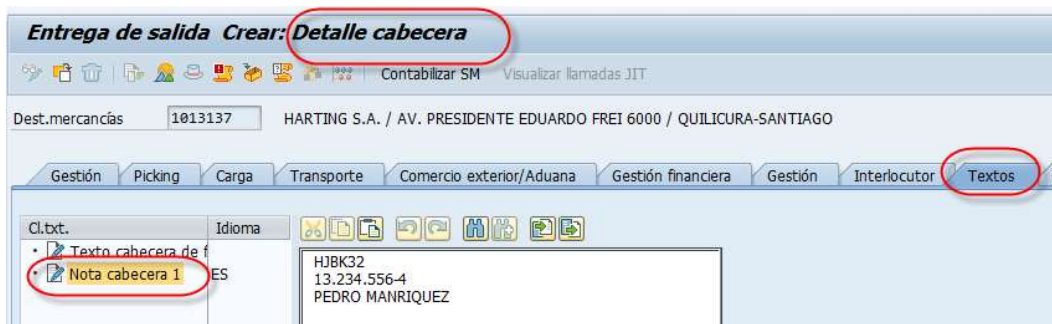 Entrega de salida Crear: Detalle cabecera
Contabilizar SM Visualizar llamadas JIT
Dest.mercancías 1013137 HARTING S.A. / AV. PRESIDENTE EDUARDO FREI 6000 / QUILICURA-SANTIAGO
Gestión Picking Carga Transporte Comercio exterior/Aduana Gestión financiera Gestión Interlocutor Textos
Cl.txt. Idioma
Texto cabecera de f
Nota cabecera 1 ES
HJBK32
13.234.556-4
PEDRO MANRIQUEZ